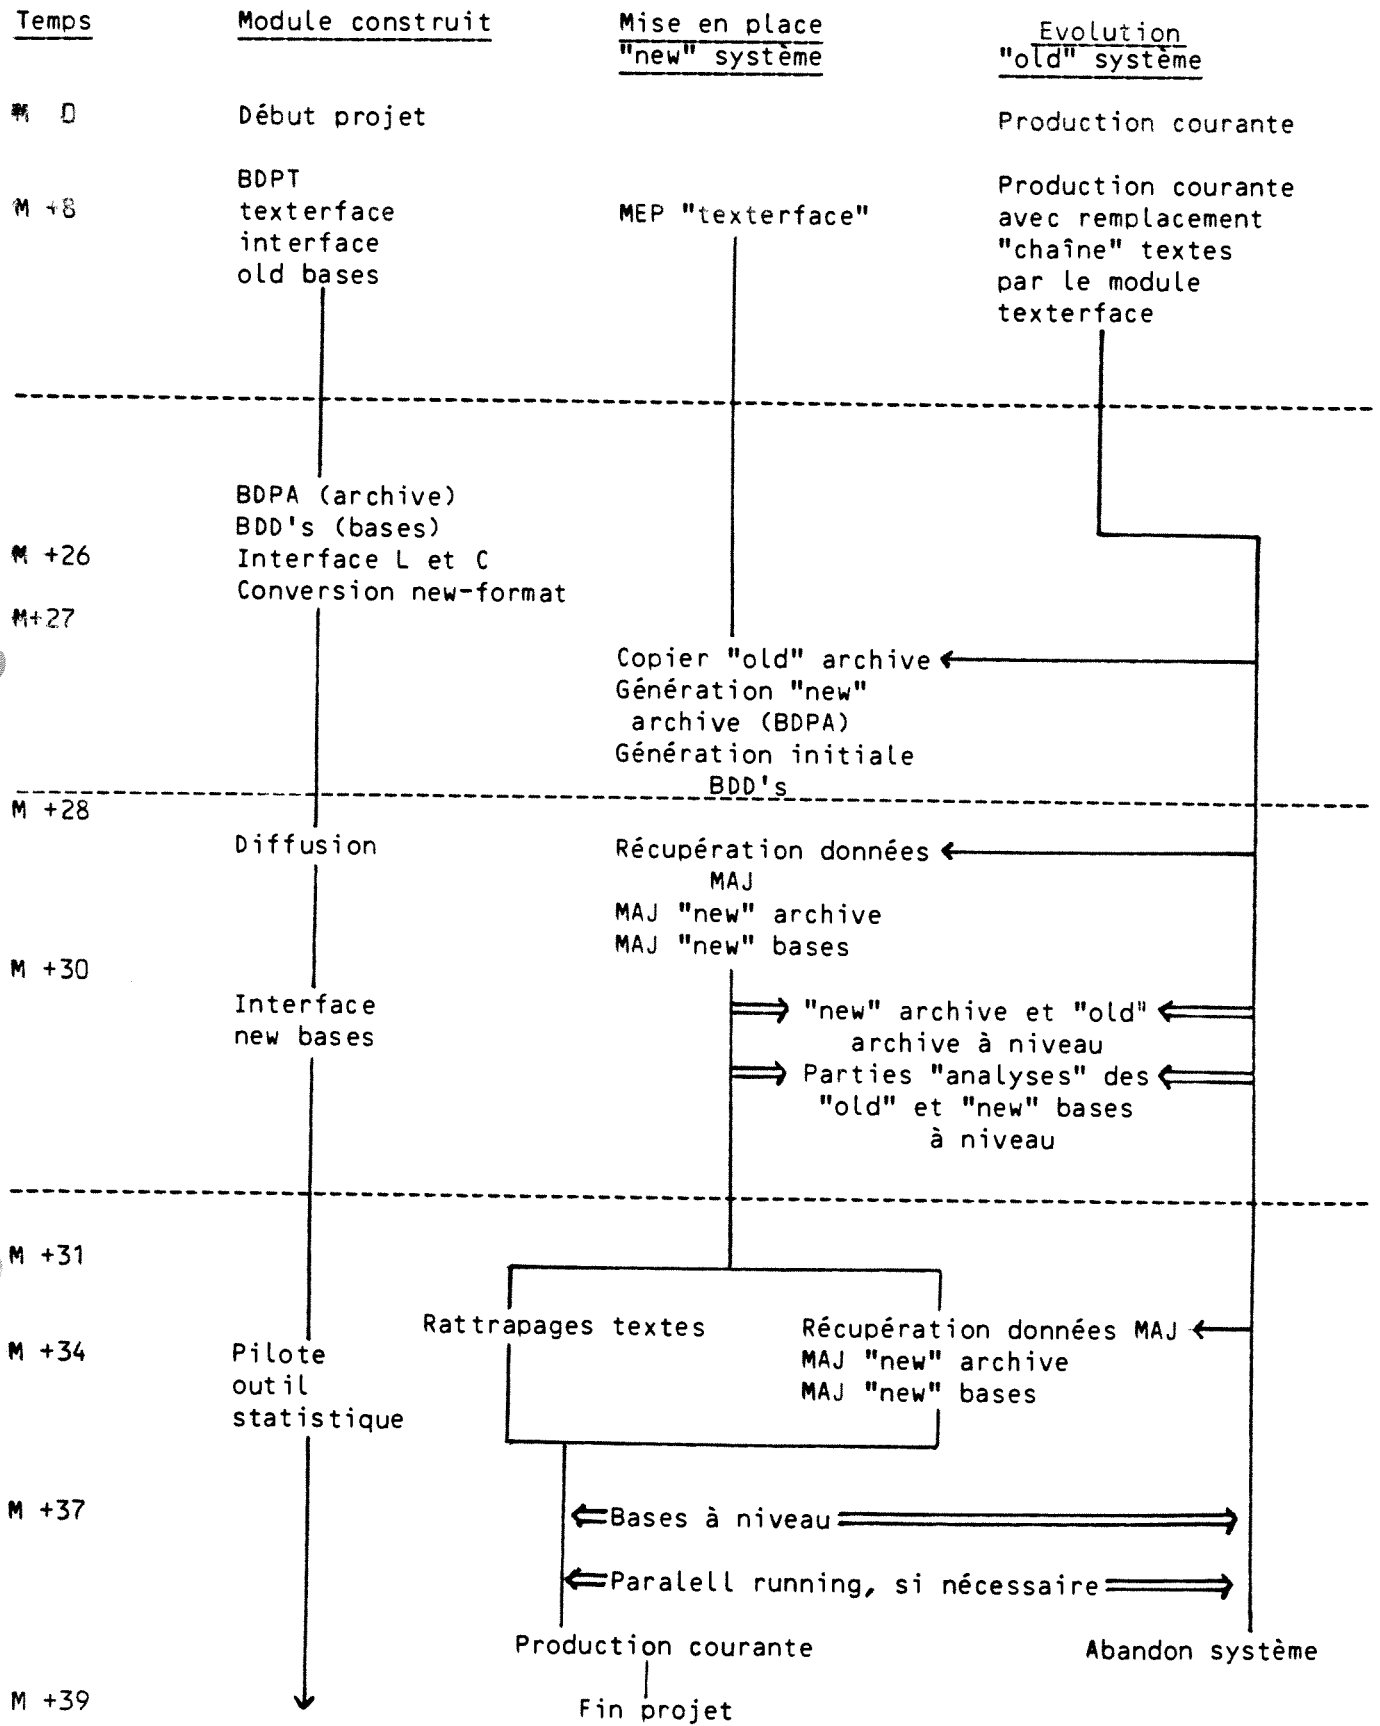 Temps
Module construit
Mise en place
"new" système
Evolution
"old" système
M 0
Début projet
Production courante
M +8
BDPT
texterface
interface
old bases
MEP "texterface"
Production courante
avec remplacement
"chaîne" textes
par le module
texterface
M +26
BDPA (archive)
BDD's (bases)
Interface L et C
Conversion new-format
M+27
Copier "old" archive
Génération "new"
archive (BDPA)
Génération initiale
BDD's
M +28
Diffusion
Récupération données
MAJ
MAJ "new" archive
MAJ "new" bases
M +30
Interface
new bases
"new" archive et "old"
archive à niveau
Parties "analyses" des
"old" et "new" bases
à niveau
M +31
Rattrapages textes
Récupération données MAJ
MAJ "new" archive
MAJ "new" bases
M +34
Pilote
outil
statistique
M +37
Bases à niveau
Paralell running, si nécessaire
Production courante
Abandon système
M +39
Fin projet